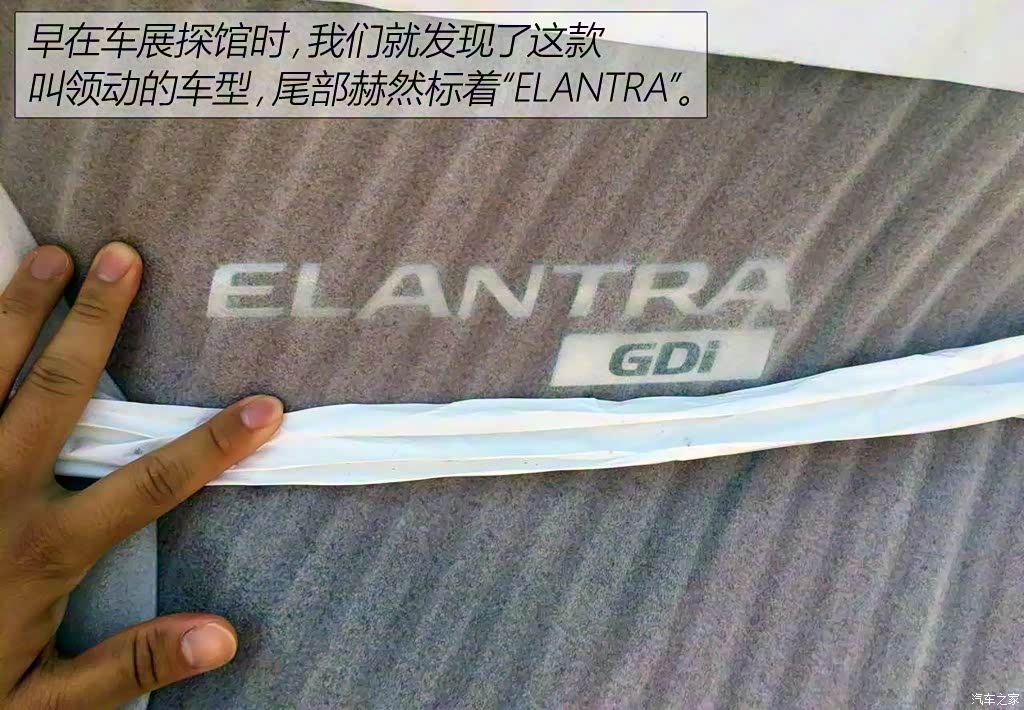 早在车展探馆时,我们就发现了这款
叫领动的车型,尾部赫然标着“ELANTRA”。
ELANTRA
GDi
汽车之家